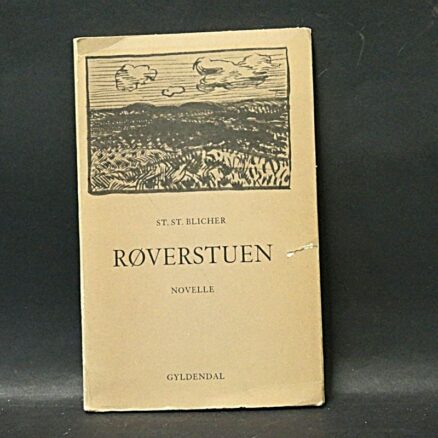 ST. ST. BLICHER
RØVERSTUEN
NOVELLE
GYLDENDAL